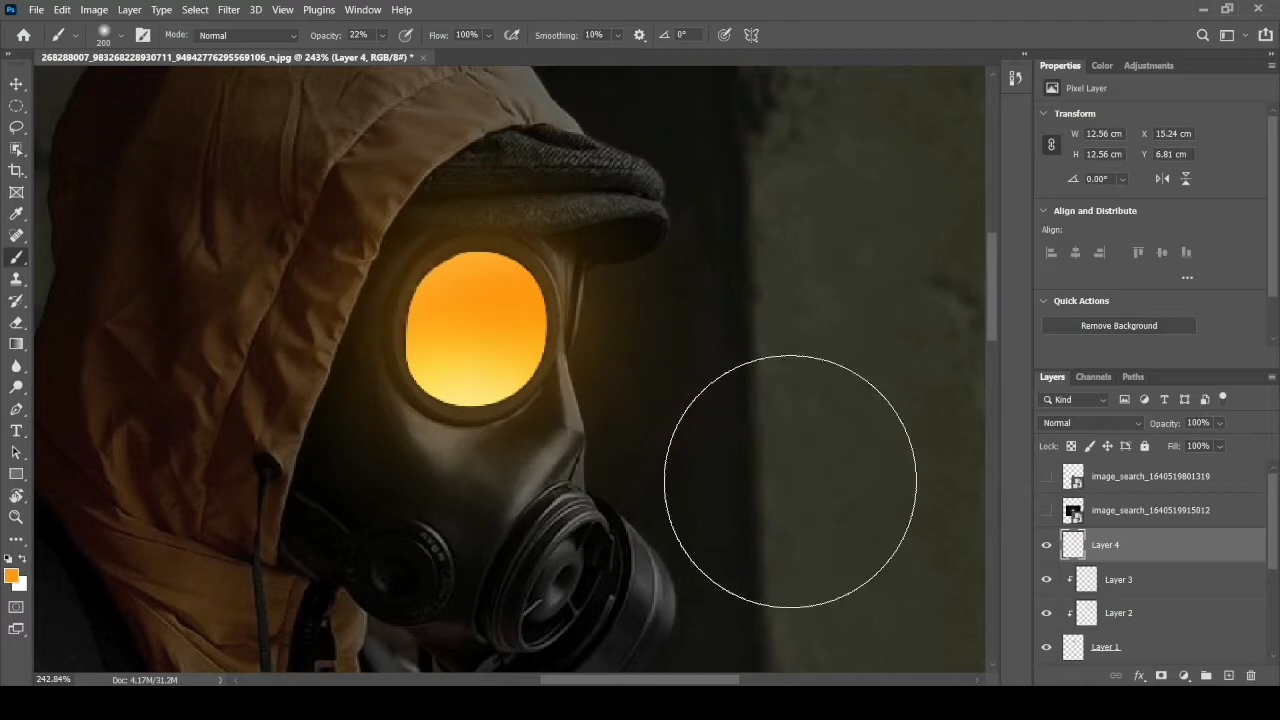 Ps File Edit Image Layer Type Select Filter 3D View Plugins Window Help
200 Mode: Normal Opacity: 22% Flow: 100% Smoothing: 10% 0°
268288007_983268228930711_94942776295569106_n.jpg @ 243% (Layer 4, RGB/8#) *
Properties Color Adjustments
Pixel Layer
Transform
W 12.56 cm X 15.24 cm
H 12.56 cm Y 6.81 cm
0.00°
Align and Distribute
Align:
Quick Actions
Remove Background
Layers Channels Paths
Kind
Normal Opacity: 100%
Lock: Fill: 100%
image_search_1640519801319
image_search_1640519915012
Layer 4
Layer 3
Layer 2
Layer 1
242.84% Doc: 4.17M/31.2M